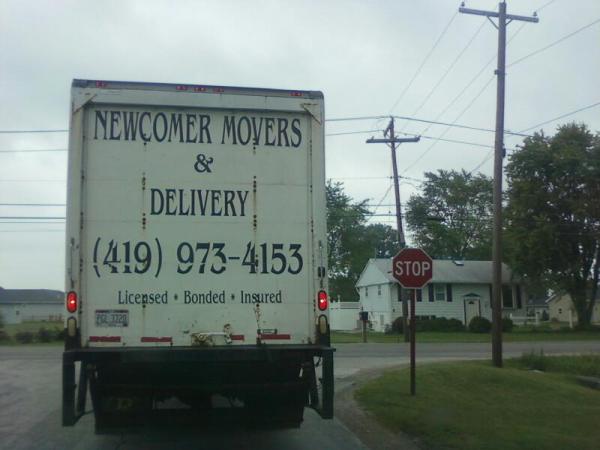 NEWCOMER MOVERS
&
DELIVERY
(419) 973-4153
Licensed • Bonded • Insured
STOP